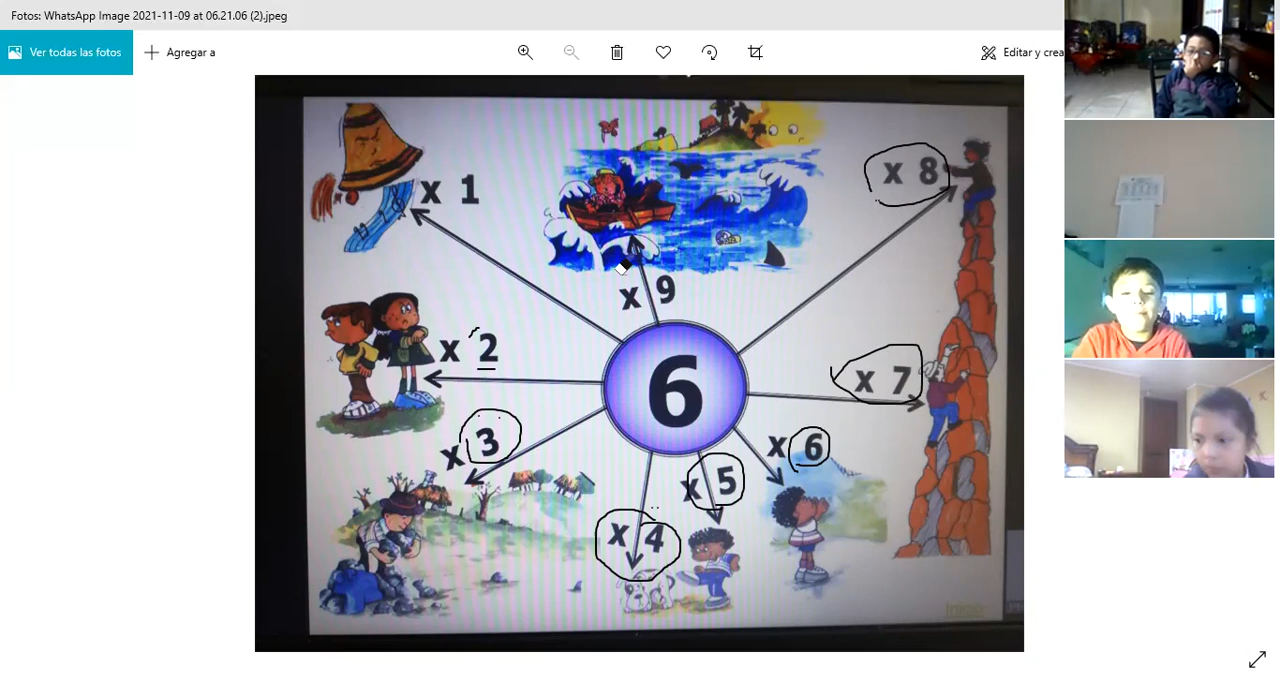 Fotos: WhatsApp Image 2021-11-09 at 06.21.06 (2).jpeg
Ver todas las fotos
Agregar a
Editar y crea
x 1
x 8
x 9
x 2
6
x 7
x 3
x 6
x 5
x 4